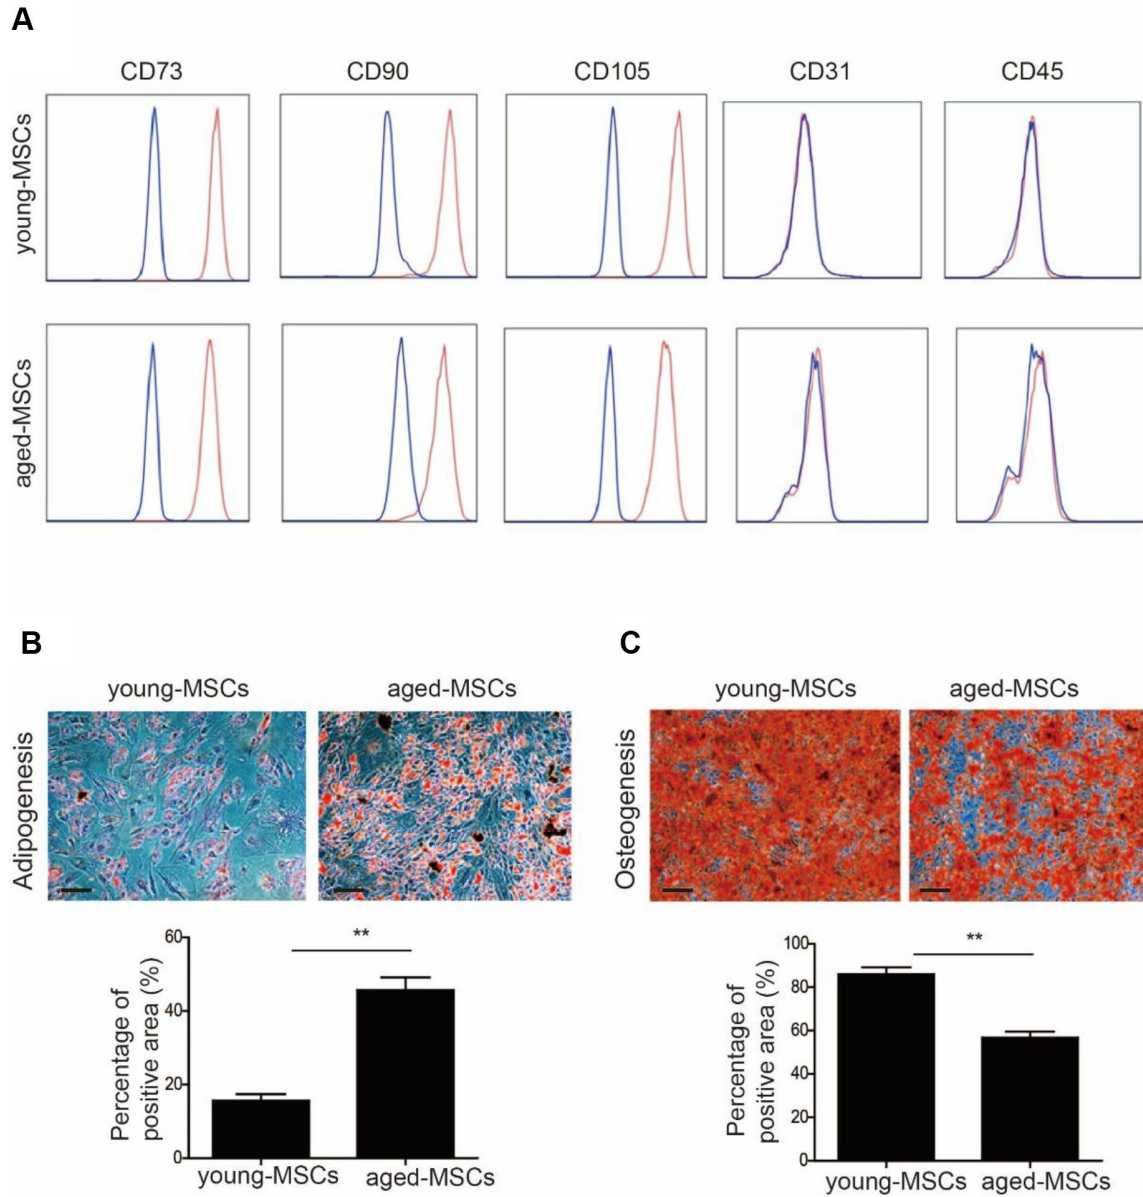 A
CD73 CD90 CD105 CD31 CD45
young-MSCs
aged-MSCs
B
young-MSCs aged-MSCs
Adipogenesis
**
60
40
20
0
Percentage of
positive area (%)
young-MSCs aged-MSCs
C
young-MSCs aged-MSCs
Osteogenesis
**
100
80
60
40
20
0
Percentage of
positive area (%)
young-MSCs aged-MSCs